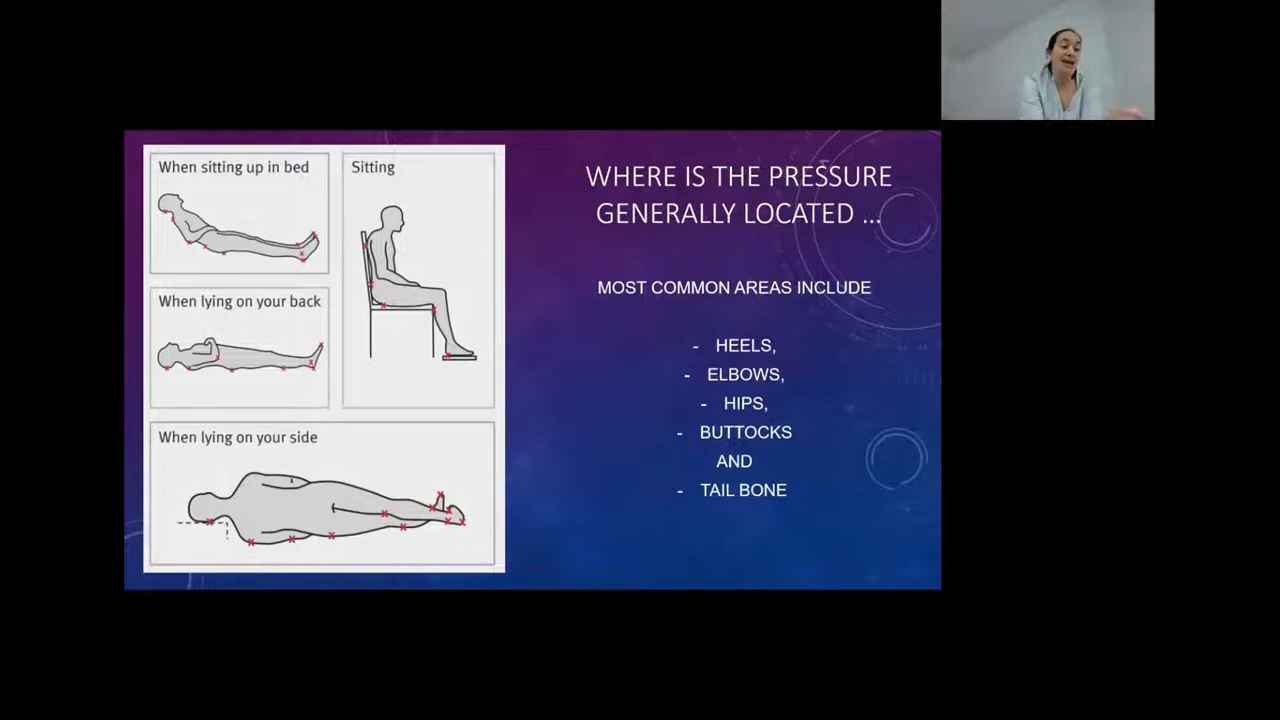 When sitting up in bed
Sitting
When lying on your back
When lying on your side
WHERE IS THE PRESSURE
GENERALLY LOCATED ...
MOST COMMON AREAS INCLUDE
- HEELS,
- ELBOWS,
- HIPS,
- BUTTOCKS
AND
- TAIL BONE